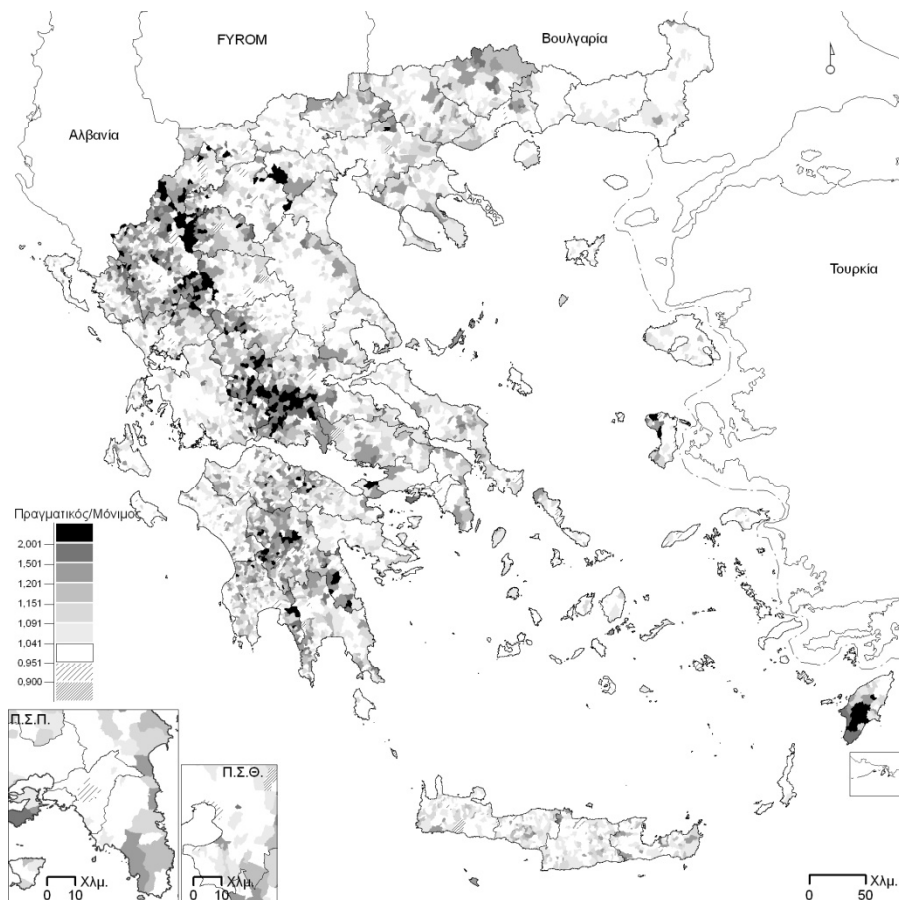 FYROM
Βουλγαρία
Αλβανία
Τουρκία
Πραγματικός/Μόνιμος
2,001
1,501
1,201
1,151
1,091
1,041
0,951
0,900
Π.Σ.Π.
0 10 Χλμ.
Π.Σ.Θ.
0 10 Χλμ.
0 50 Χλμ.